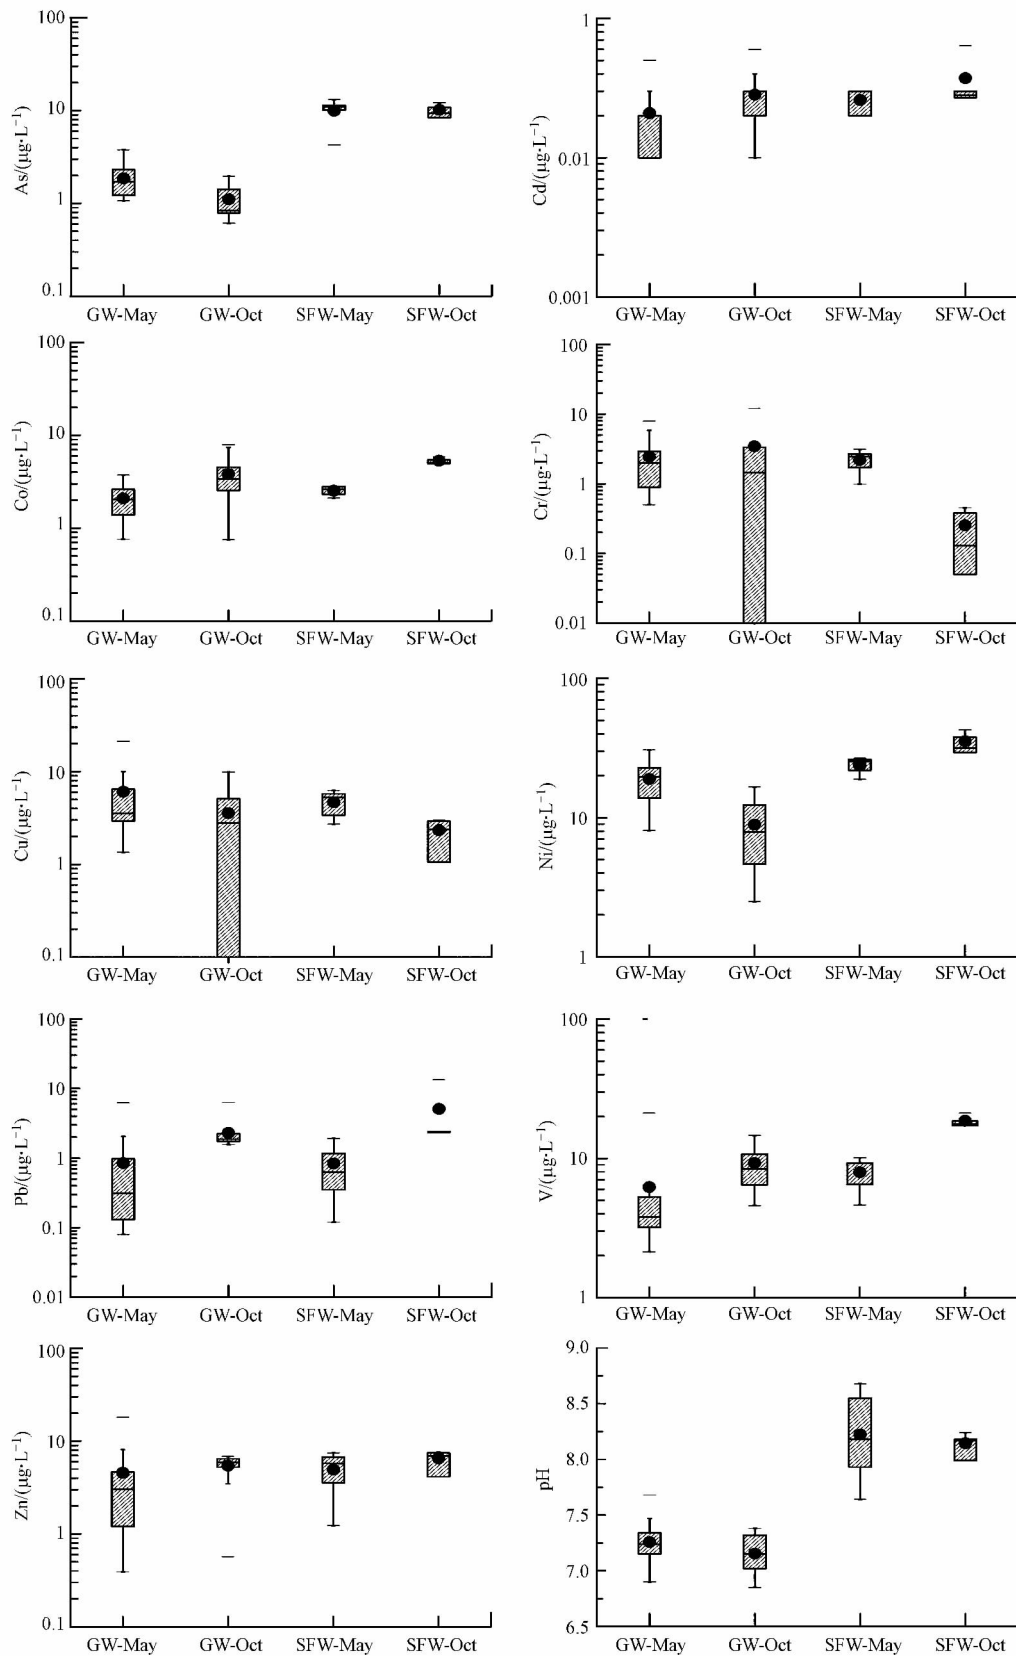 100
10
1
0.1
As/(μg·L⁻¹)
GW-May GW-Oct SFW-May SFW-Oct
1
0.01
0.001
Cd/(μg·L⁻¹)
GW-May GW-Oct SFW-May SFW-Oct
100
10
1
0.1
Co/(μg·L⁻¹)
GW-May GW-Oct SFW-May SFW-Oct
100
10
1
0.1
0.01
Cr/(μg·L⁻¹)
GW-May GW-Oct SFW-May SFW-Oct
100
10
1
0.1
Cu/(μg·L⁻¹)
GW-May GW-Oct SFW-May SFW-Oct
100
10
1
Ni/(μg·L⁻¹)
GW-May GW-Oct SFW-May SFW-Oct
100
10
1
0.1
0.01
Pb/(μg·L⁻¹)
GW-May GW-Oct SFW-May SFW-Oct
100
10
1
V/(μg·L⁻¹)
GW-May GW-Oct SFW-May SFW-Oct
100
10
1
0.1
Zn/(μg·L⁻¹)
GW-May GW-Oct SFW-May SFW-Oct
9.0
8.5
8.0
7.25
7.0
6.5
pH
GW-May GW-Oct SFW-May SFW-Oct